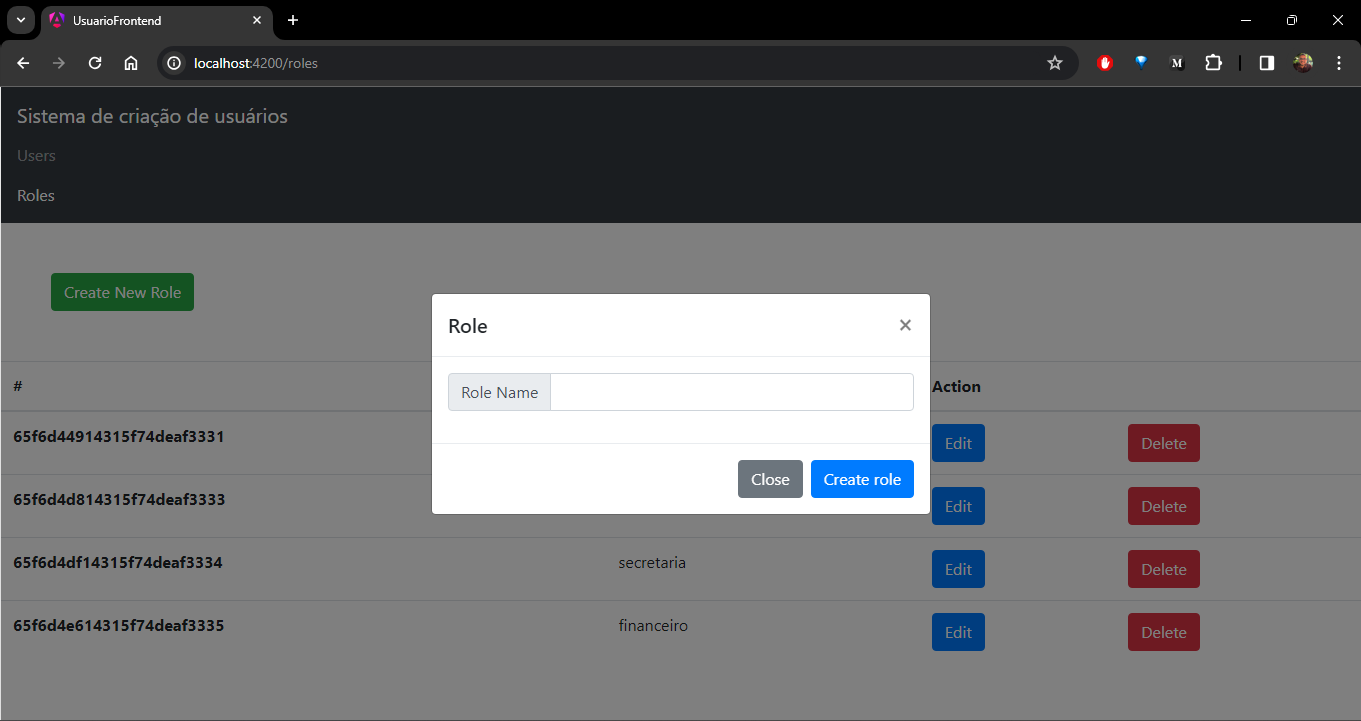 UsuarioFrontend
localhost:4200/roles
M
Sistema de criação de usuários
Users
Roles
Create New Role
Role
×
Role Name
Close
Create role
# Action
65f6d44914315f74deaf3331 Edit Delete
65f6d4d814315f74deaf3333 Edit Delete
65f6d4df14315f74deaf3334 secretaria Edit Delete
65f6d4e614315f74deaf3335 financeiro Edit Delete